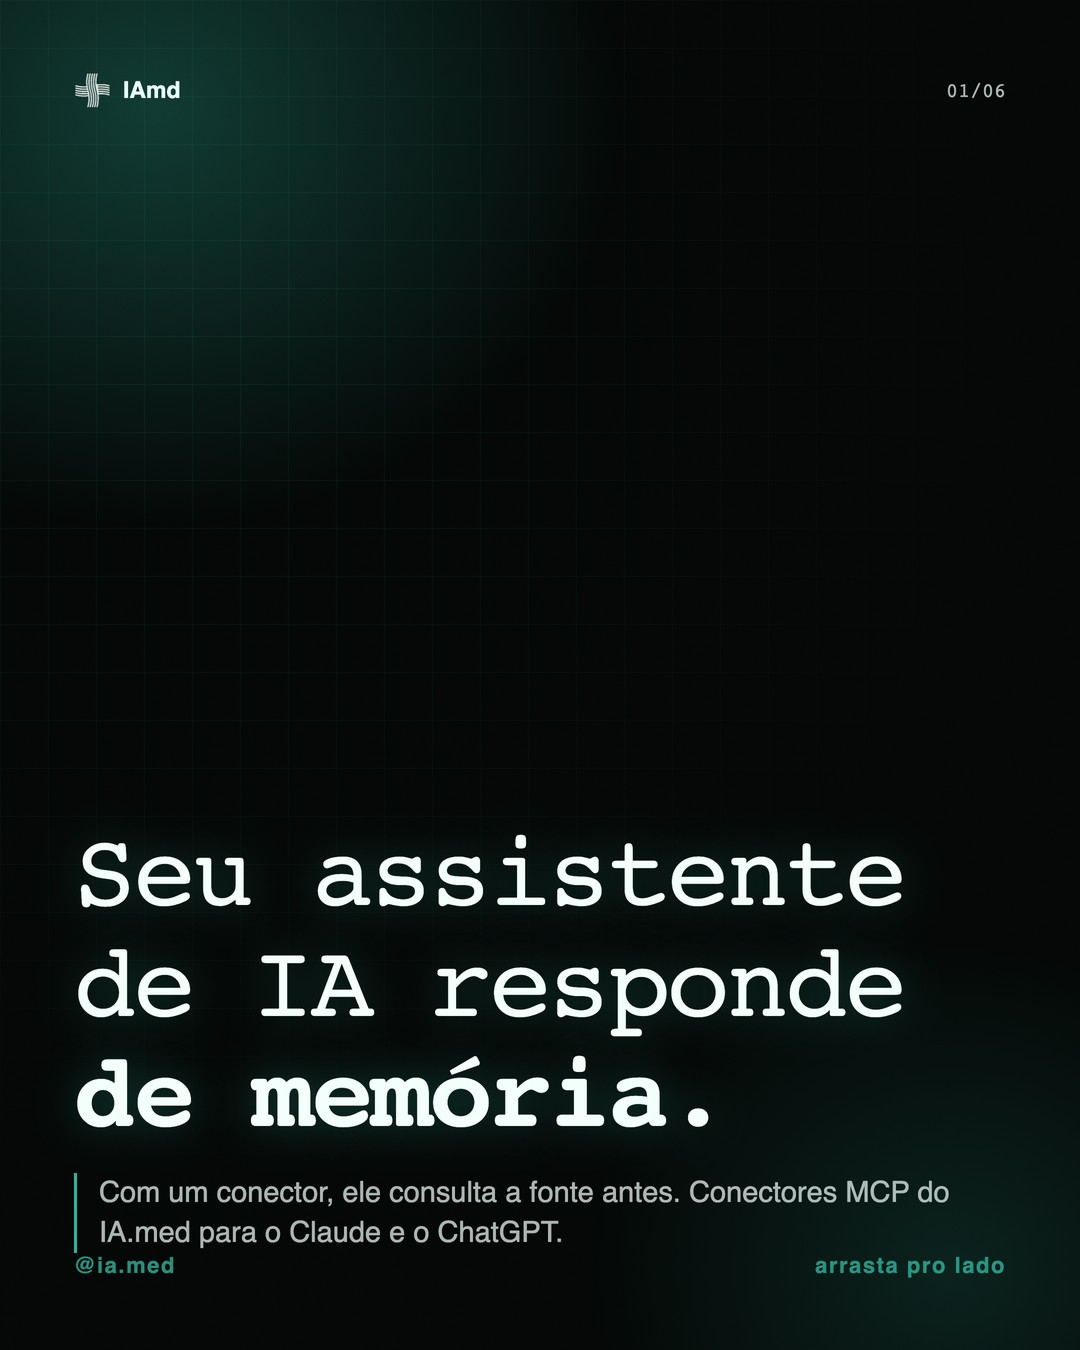 IAmd
01/06
Seu assistente
de IA responde
de memória.
Com um conector, ele consulta a fonte antes. Conectores MCP do
IA.med para o Claude e o ChatGPT.
@ia.med
arrasta pro lado